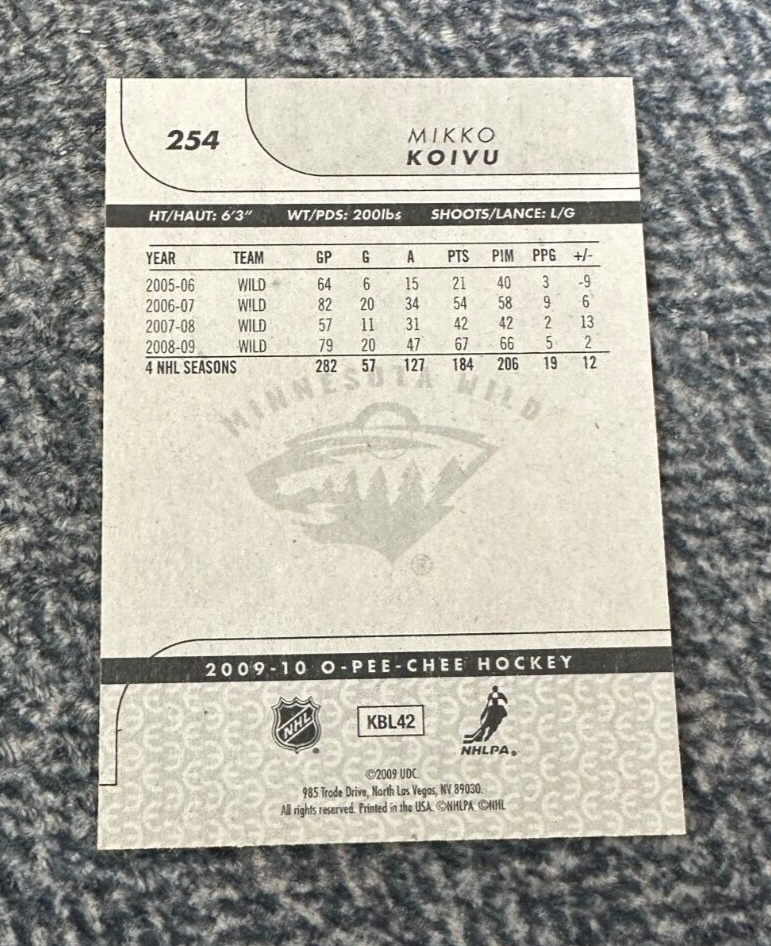 254
MIKKO
KOIVU
HT/HAUT: 6'3" WT/PDS: 200lbs SHOOTS/LANCE: L/G
YEAR TEAM GP G A PTS PIM PPG +/-
2005-06 WILD 64 6 15 21 40 3 -9
2006-07 WILD 82 20 34 54 58 9 6
2007-08 WILD 57 11 31 42 42 2 13
2008-09 WILD 79 20 47 67 66 5 2
4 NHL SEASONS 282 57 127 184 206 19 12
MINNESOTA WILD
®
2009-10 O-PEE-CHEE HOCKEY
NHL ®
KBL42
NHLPA®
©2009 UDC.
985 Trade Drive, North Las Vegas, NV 89030.
All rights reserved. Printed in the USA. ©NHLPA ©NHL